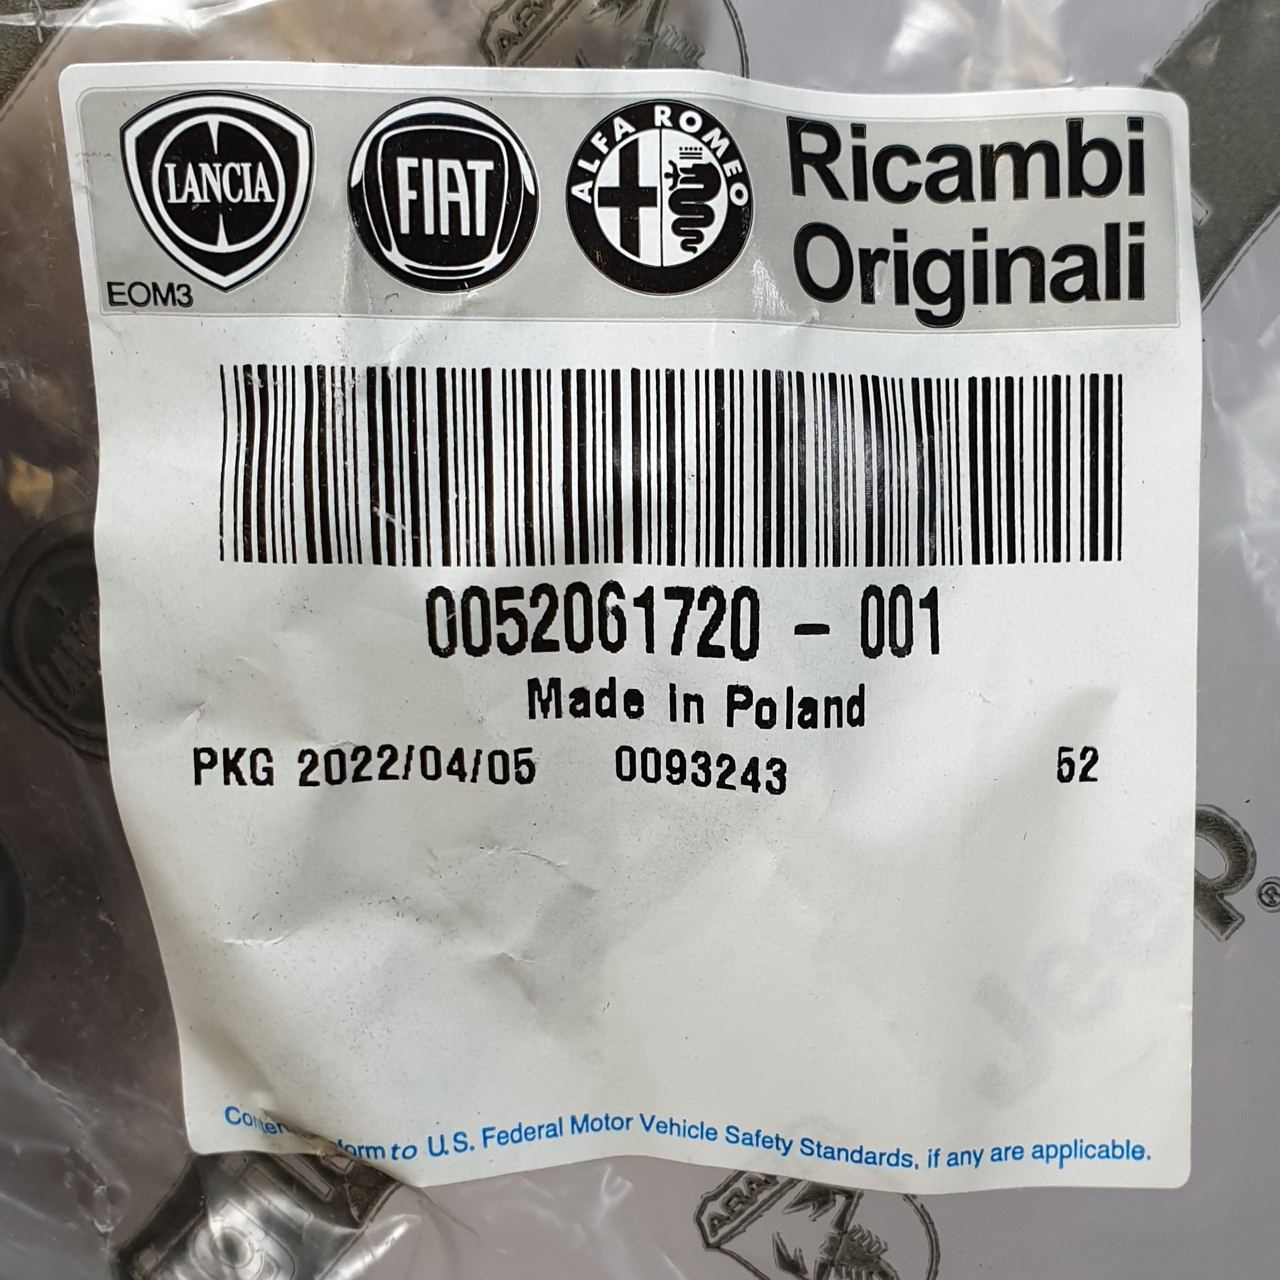 LANCIA
FIAT
ALFA ROMEO
Ricambi
Originali
EOM3
0052061720 - 001
Made in Poland
PKG 2022/04/05 0093243 52
to U.S. Federal Motor Vehicle Safety Standards, if any are applicable.